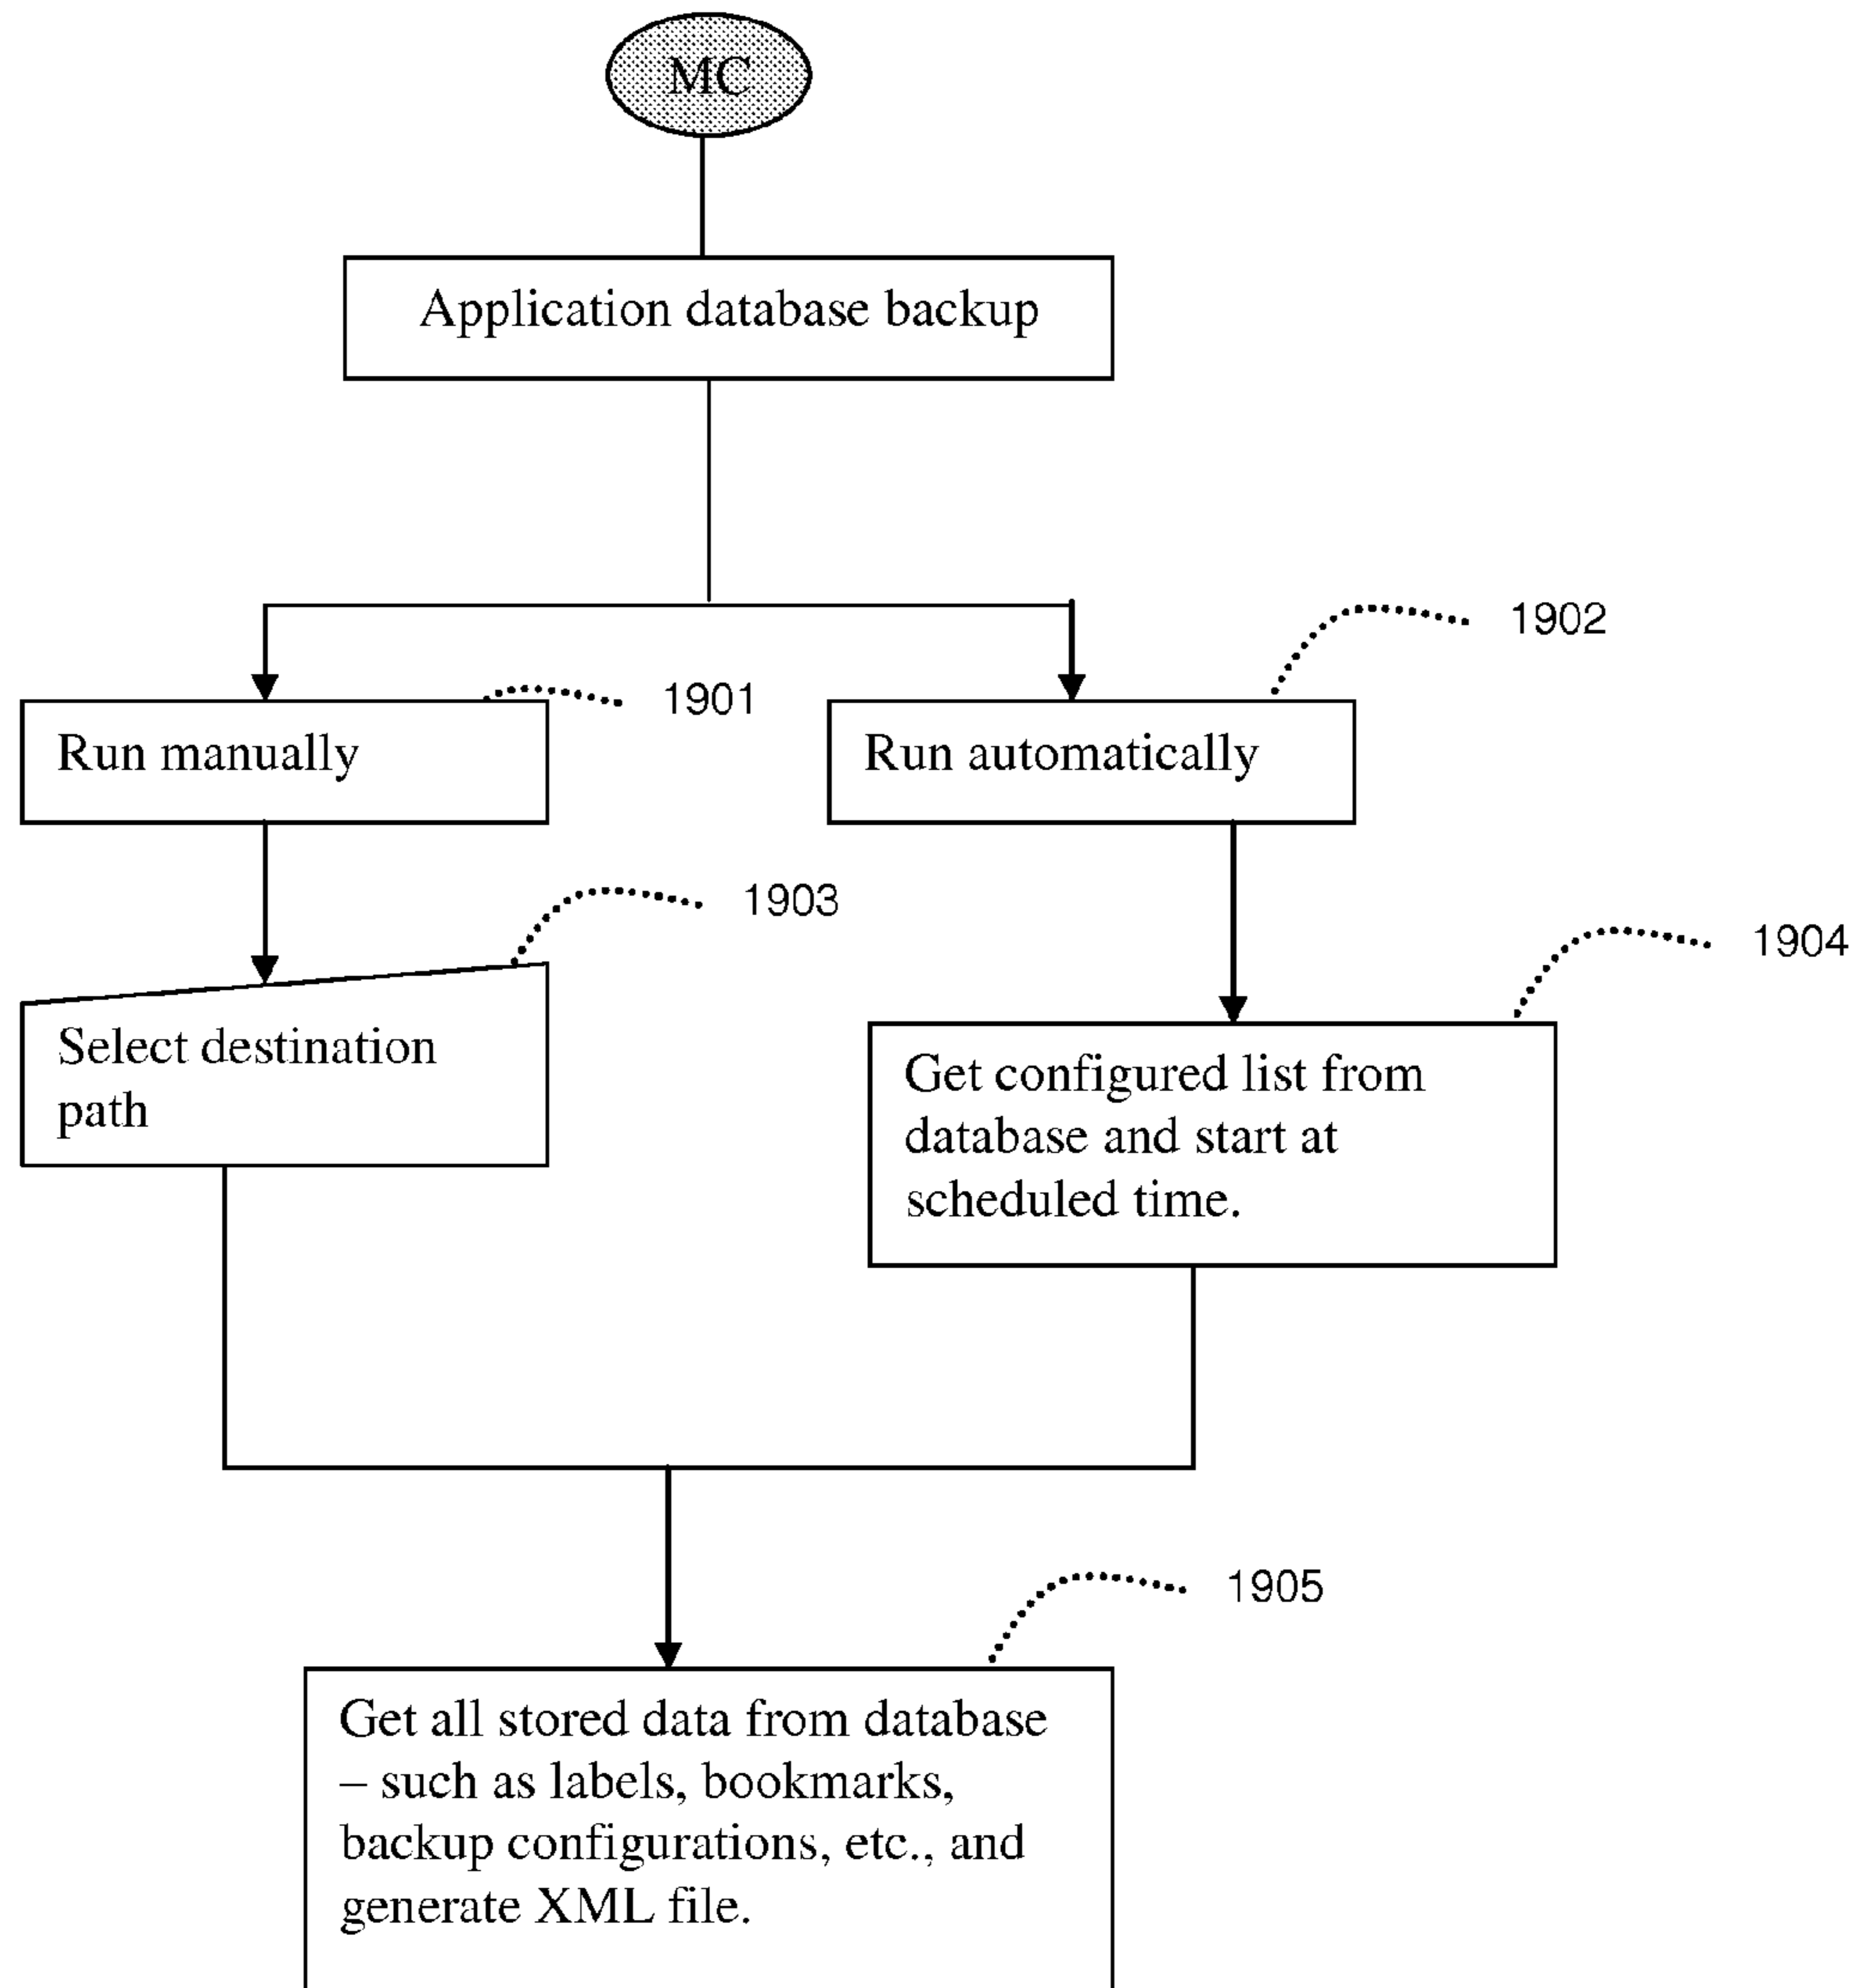 MC
Application database backup
1902
1901
Run manually
Run automatically
1903
1904
Select destination
path
Get configured list from
database and start at
scheduled time.
1905
Get all stored data from database
– such as labels, bookmarks,
backup configurations, etc., and
generate XML file.